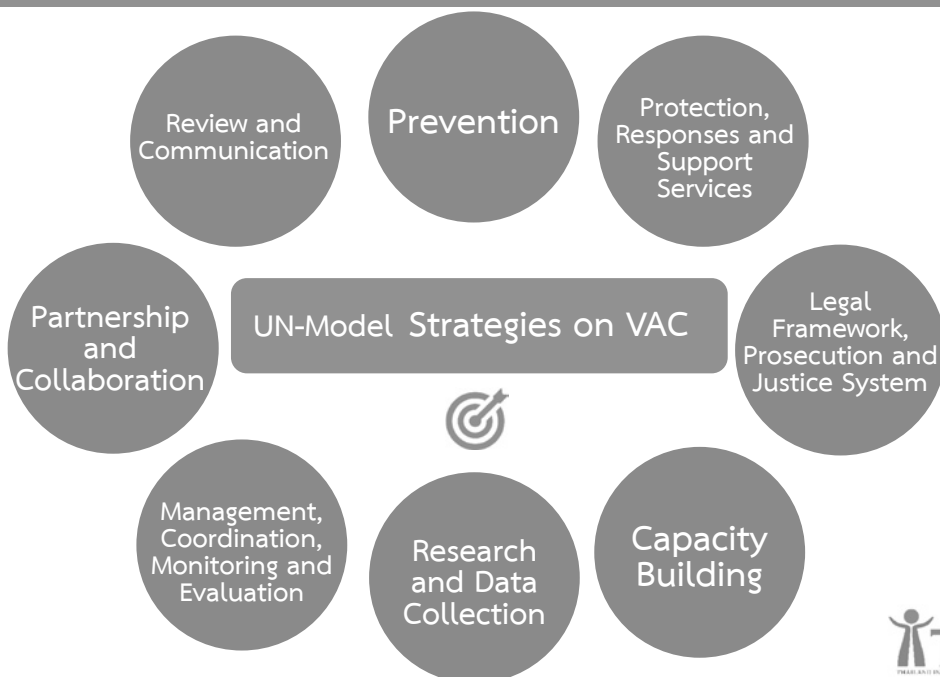 Prevention
Review and
Communication
Protection,
Responses and
Support
Services
Partnership
and
Collaboration
UN-Model Strategies on VAC
Legal
Framework,
Prosecution and
Justice System
Management,
Coordination,
Monitoring and
Evaluation
Research
and Data
Collection
Capacity
Building